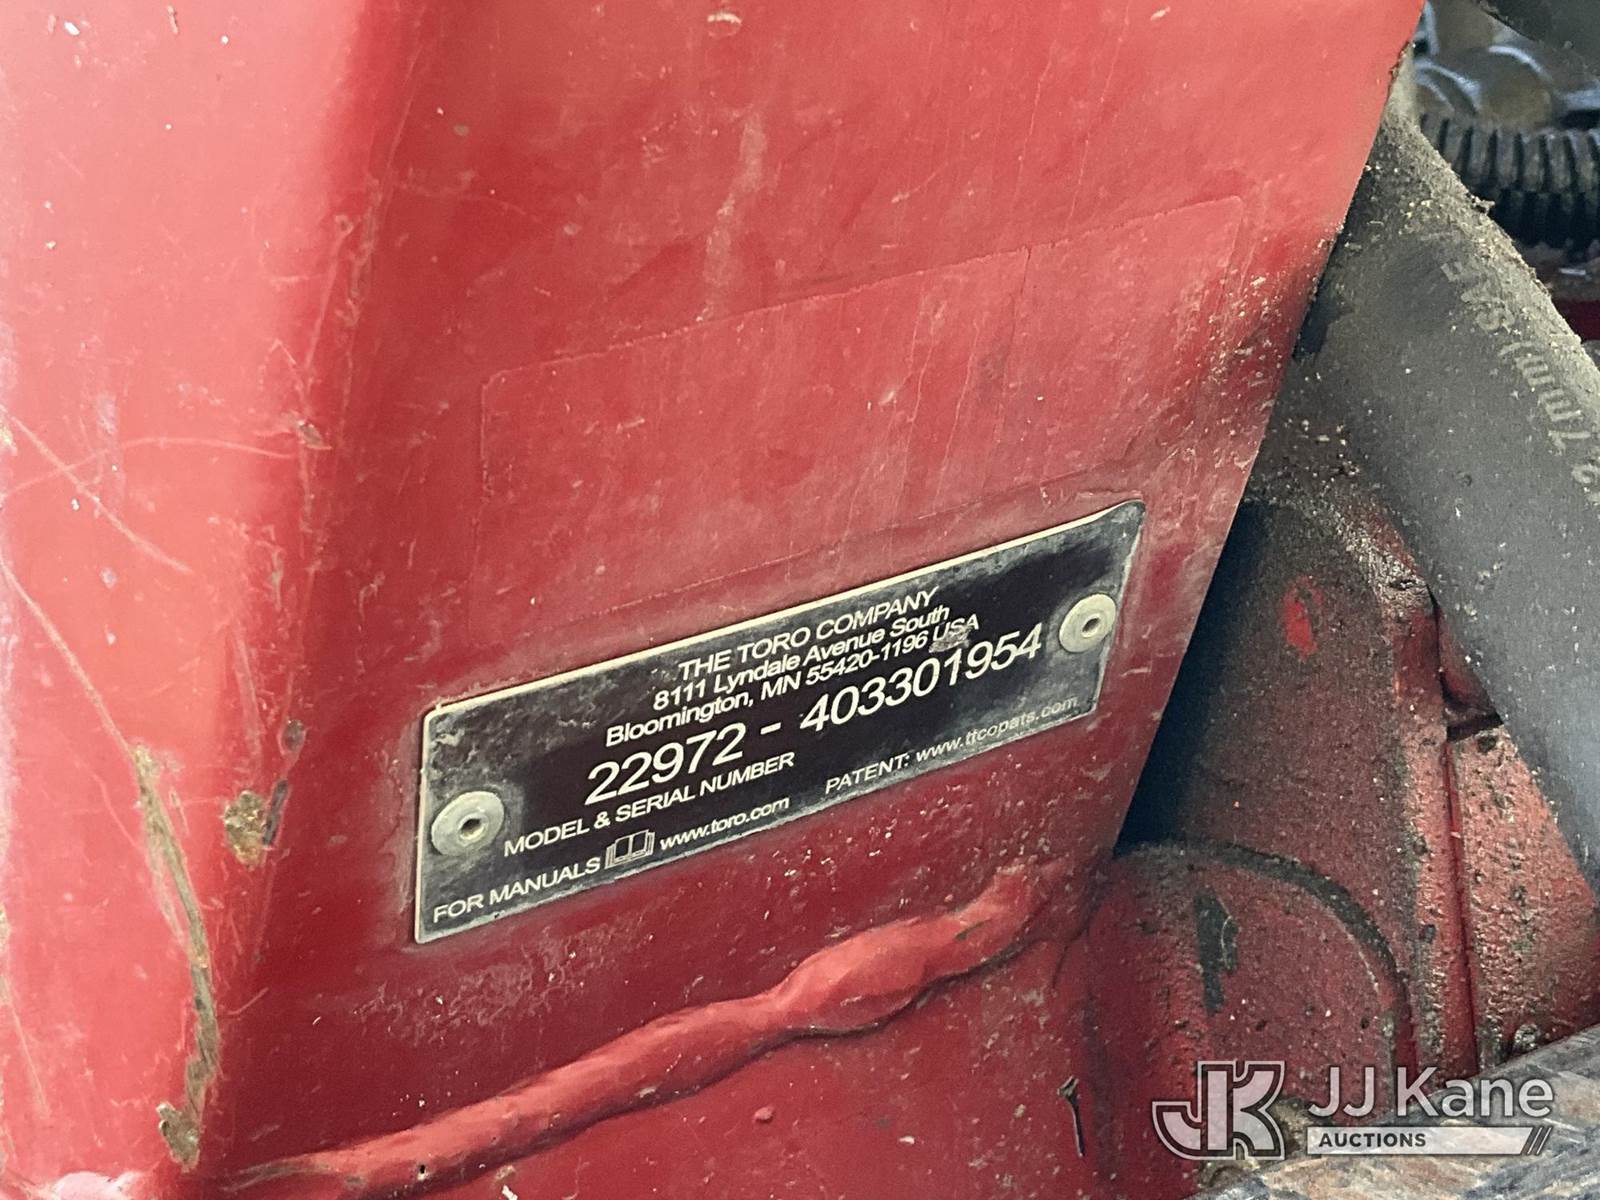 THE TORO COMPANY
8111 Lyndale Avenue South
Bloomington, MN 55420-1196 USA
22972 - 403301954
MODEL & SERIAL NUMBER
FOR MANUALS www.toro.com PATENT: www.ttcopats.com
JK JJ Kane
AUCTIONS